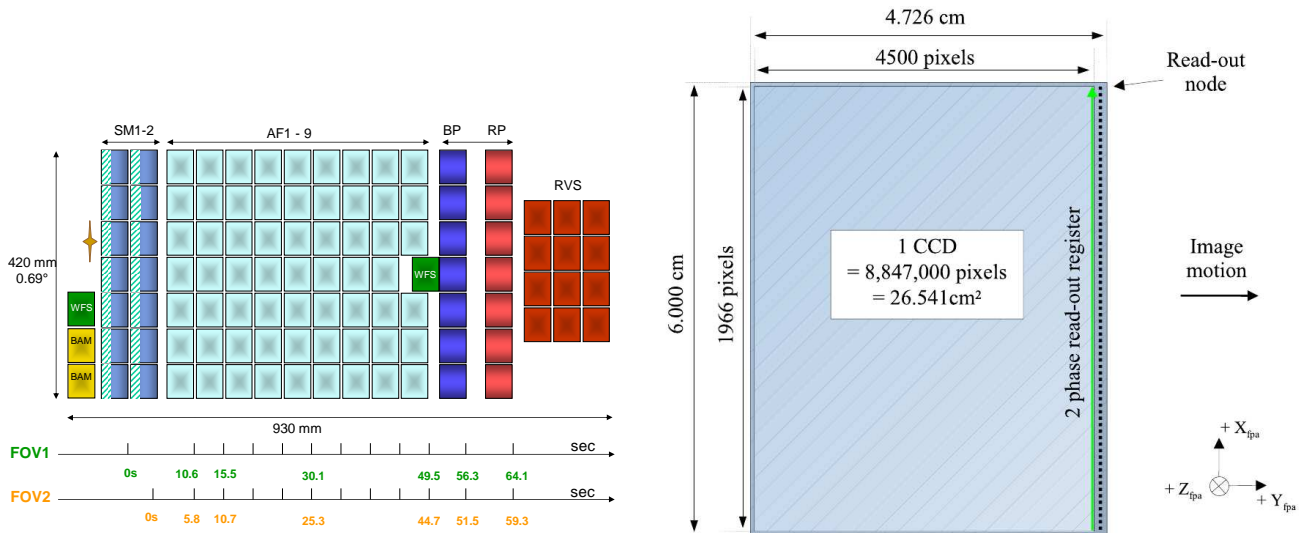 SM1-2
AF1 - 9
BP
RP
RVS
420 mm
0.69°
WFS
WFS
BAM
BAM
930 mm
FOV1
sec
0s
10.6
15.5
30.1
49.5
56.3
64.1
FOV2
sec
0s
5.8
10.7
25.3
44.7
51.5
59.3
4.726 cm
4500 pixels
Read-out
node
6.000 cm
1966 pixels
1 CCD
= 8,847,000 pixels
= 26.541cm²
2 phase read-out register
Image
motion
+ Xfpa
+ Zfpa
+ Yfpa